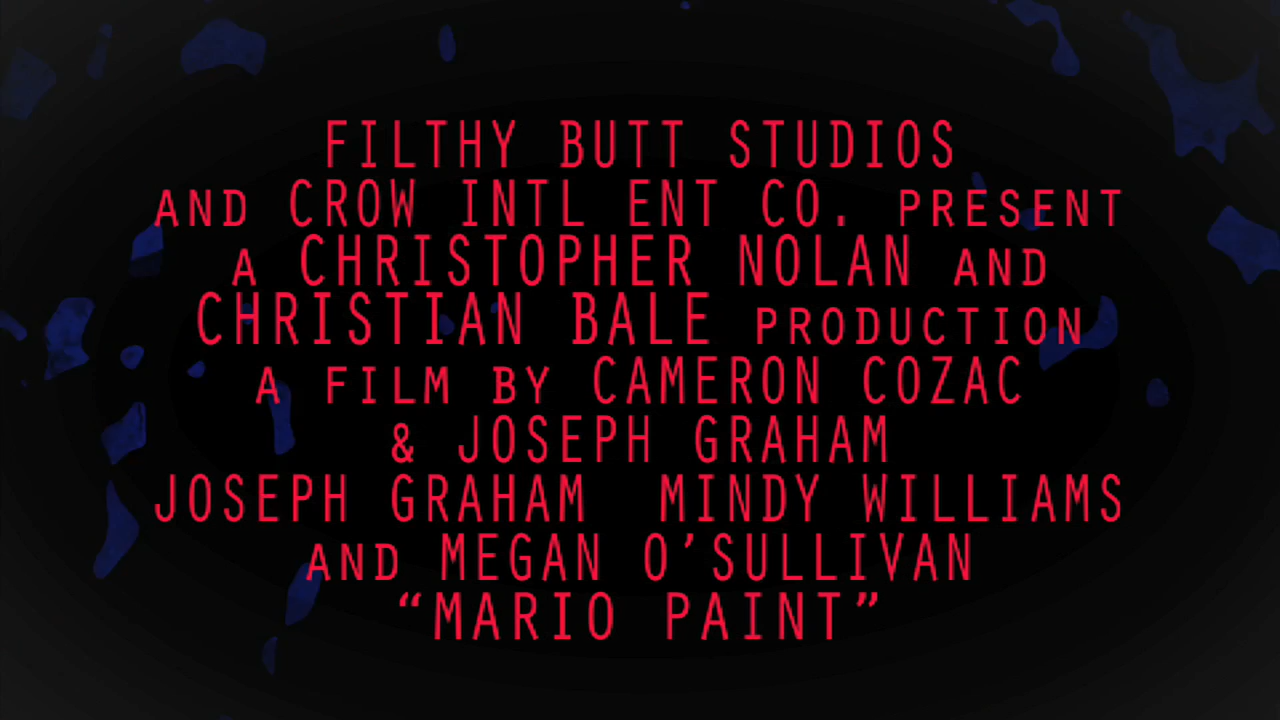 FILTHY BUTT STUDIOS
AND CROW INTL ENT CO. PRESENT
A CHRISTOPHER NOLAN AND
CHRISTIAN BALE PRODUCTION
A FILM BY CAMERON COZAC
& JOSEPH GRAHAM
JOSEPH GRAHAM MINDY WILLIAMS
AND MEGAN O’SULLIVAN
“MARIO PAINT”